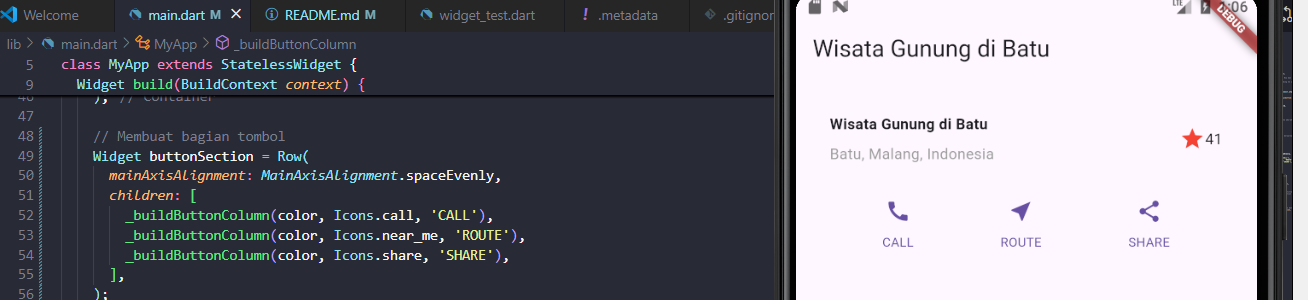 Welcome
main.dart M
README.md M
widget_test.dart
! .metadata
.gitignor
lib > main.dart > MyApp > _buildButtonColumn
5 class MyApp extends StatelessWidget {
9 Widget build(BuildContext context) {
46 ); // Container
47
48 // Membuat bagian tombol
49 Widget buttonSection = Row(
50 mainAxisAlignment: MainAxisAlignment.spaceEvenly,
51 children: [
52 _buildButtonColumn(color, Icons.call, 'CALL'),
53 _buildButtonColumn(color, Icons.near_me, 'ROUTE'),
54 _buildButtonColumn(color, Icons.share, 'SHARE'),
55 ],
56 );
LTE
:06
DEBUG
Wisata Gunung di Batu
Wisata Gunung di Batu
Batu, Malang, Indonesia
41
CALL
ROUTE
SHARE